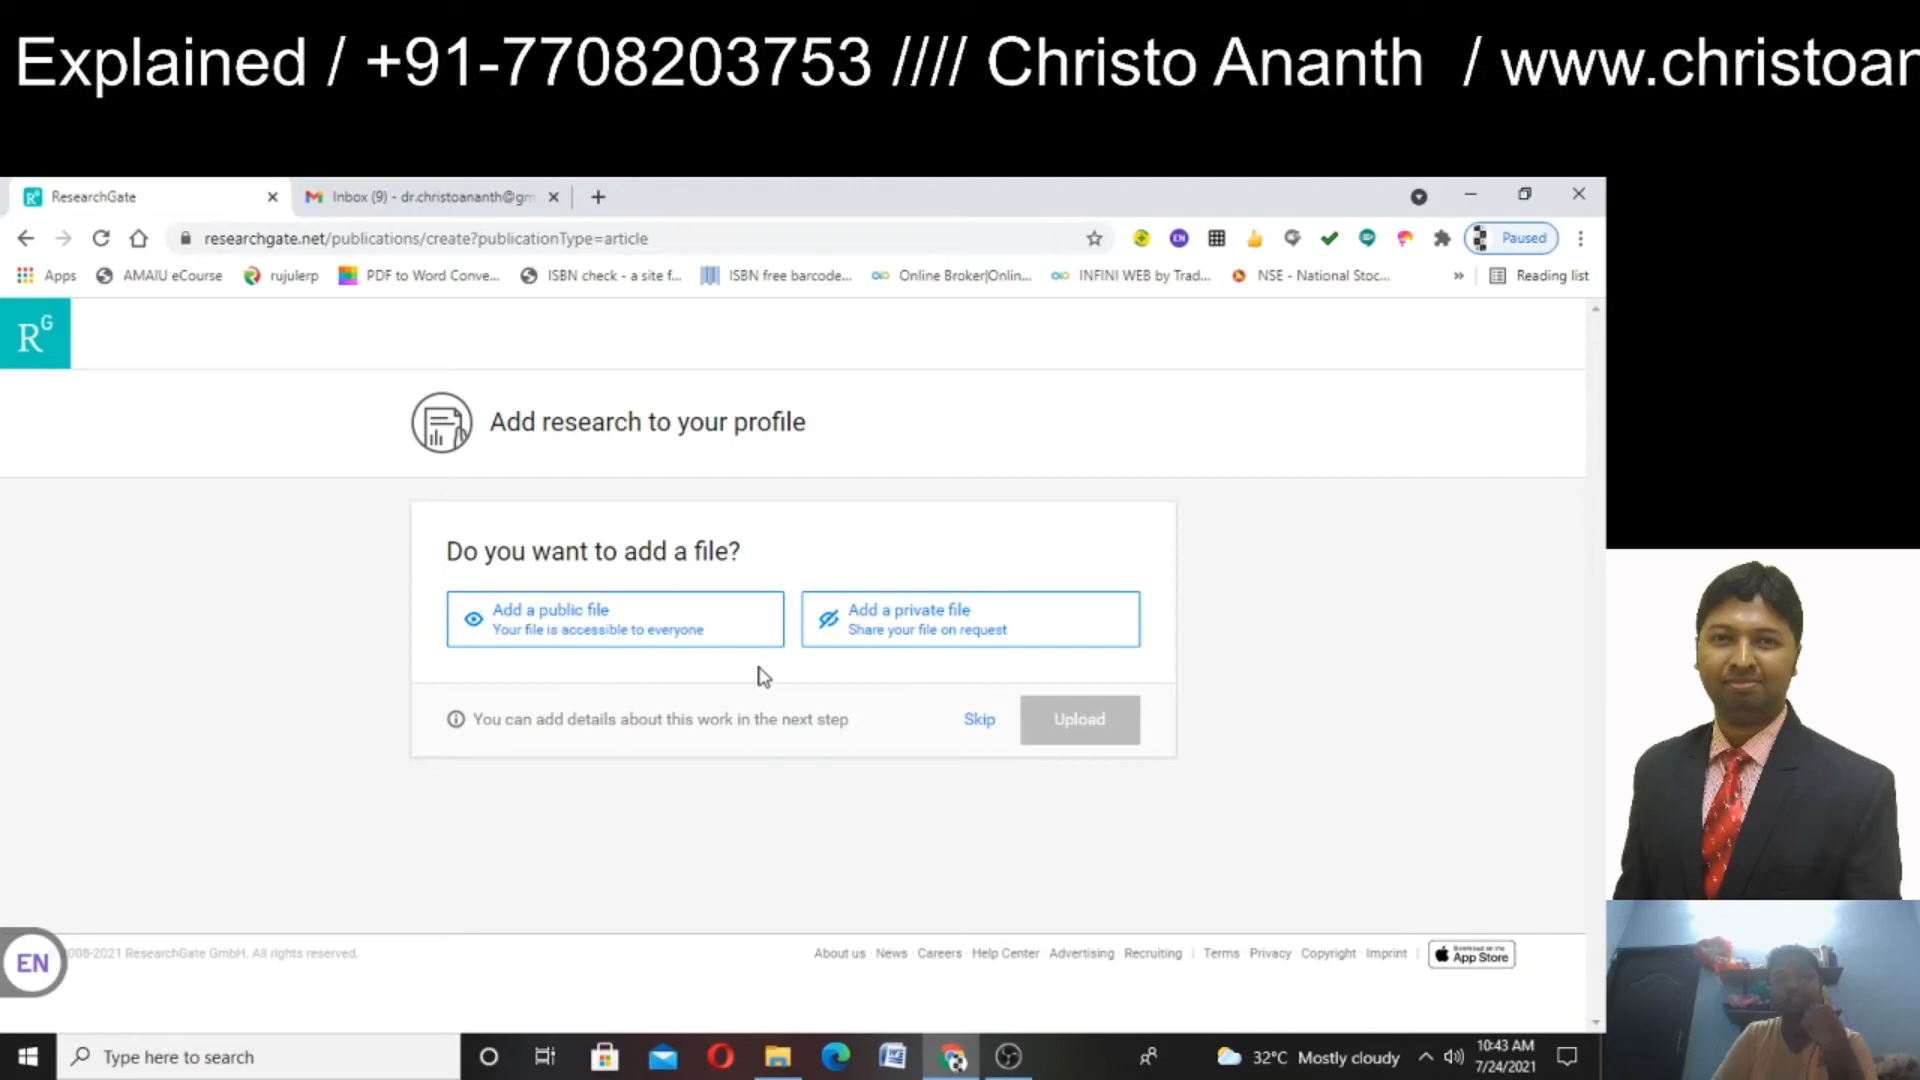 Explained / +91-7708203753 //// Christo Ananth / www.christoan
ResearchGate
Inbox (9) - dr.christoananth@gm
researchgate.net/publications/create?publicationType=article
Paused
Apps AMAIU eCourse rujulerp PDF to Word Conve... ISBN check - a site f... ISBN free barcode... Online Broker|Onlin... INFINI WEB by Trad... NSE - National Stoc... » Reading list
RG
Add research to your profile
Do you want to add a file?
Add a public file
Your file is accessible to everyone
Add a private file
Share your file on request
You can add details about this work in the next step
Skip
Upload
EN
008-2021 ResearchGate GmbH. All rights reserved.
About us · News · Careers · Help Center · Advertising · Recruiting | Terms · Privacy · Copyright · Imprint |
Download on the
App Store
Type here to search
32°C Mostly cloudy
10:43 AM
7/24/2021